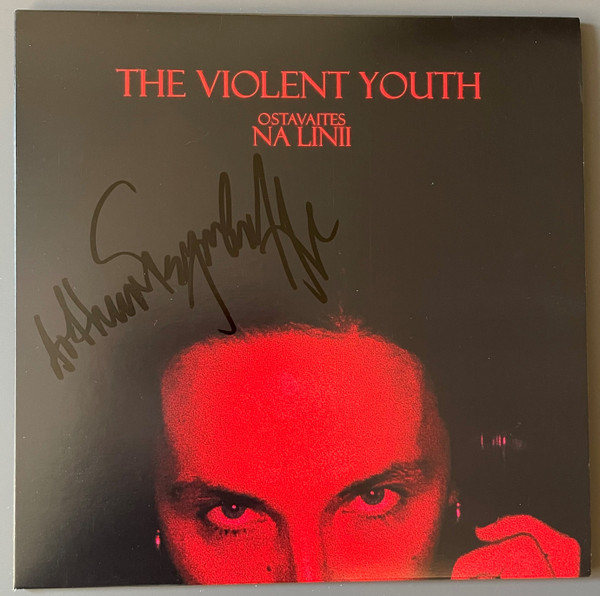 THE VIOLENT YOUTH
OSTAVAITES
NA LINII